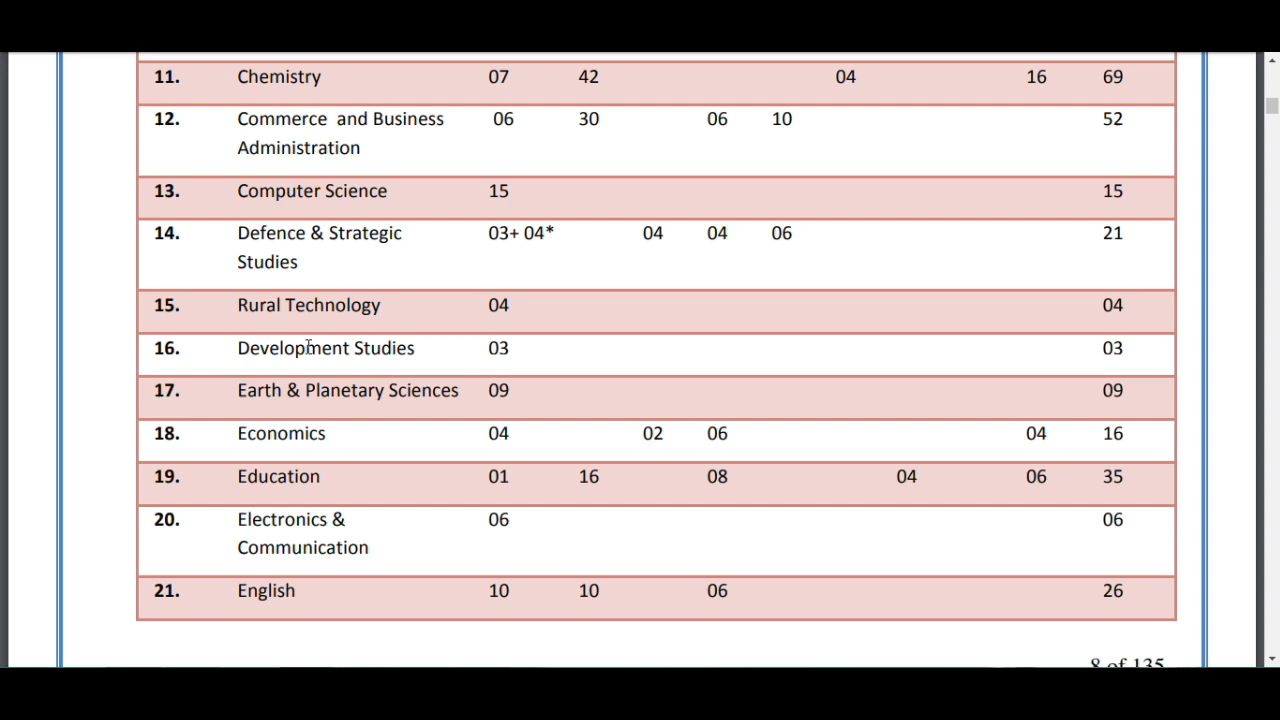 11. Chemistry 07 42 04 16 69
12. Commerce and Business 06 30 06 10 52
Administration
13. Computer Science 15 15
14. Defence & Strategic 03+ 04* 04 04 06 21
Studies
15. Rural Technology 04 04
16. Development Studies 03 03
17. Earth & Planetary Sciences 09 09
18. Economics 04 02 06 04 16
19. Education 01 16 08 04 06 35
20. Electronics & 06 06
Communication
21. English 10 10 06 26
8 of 135